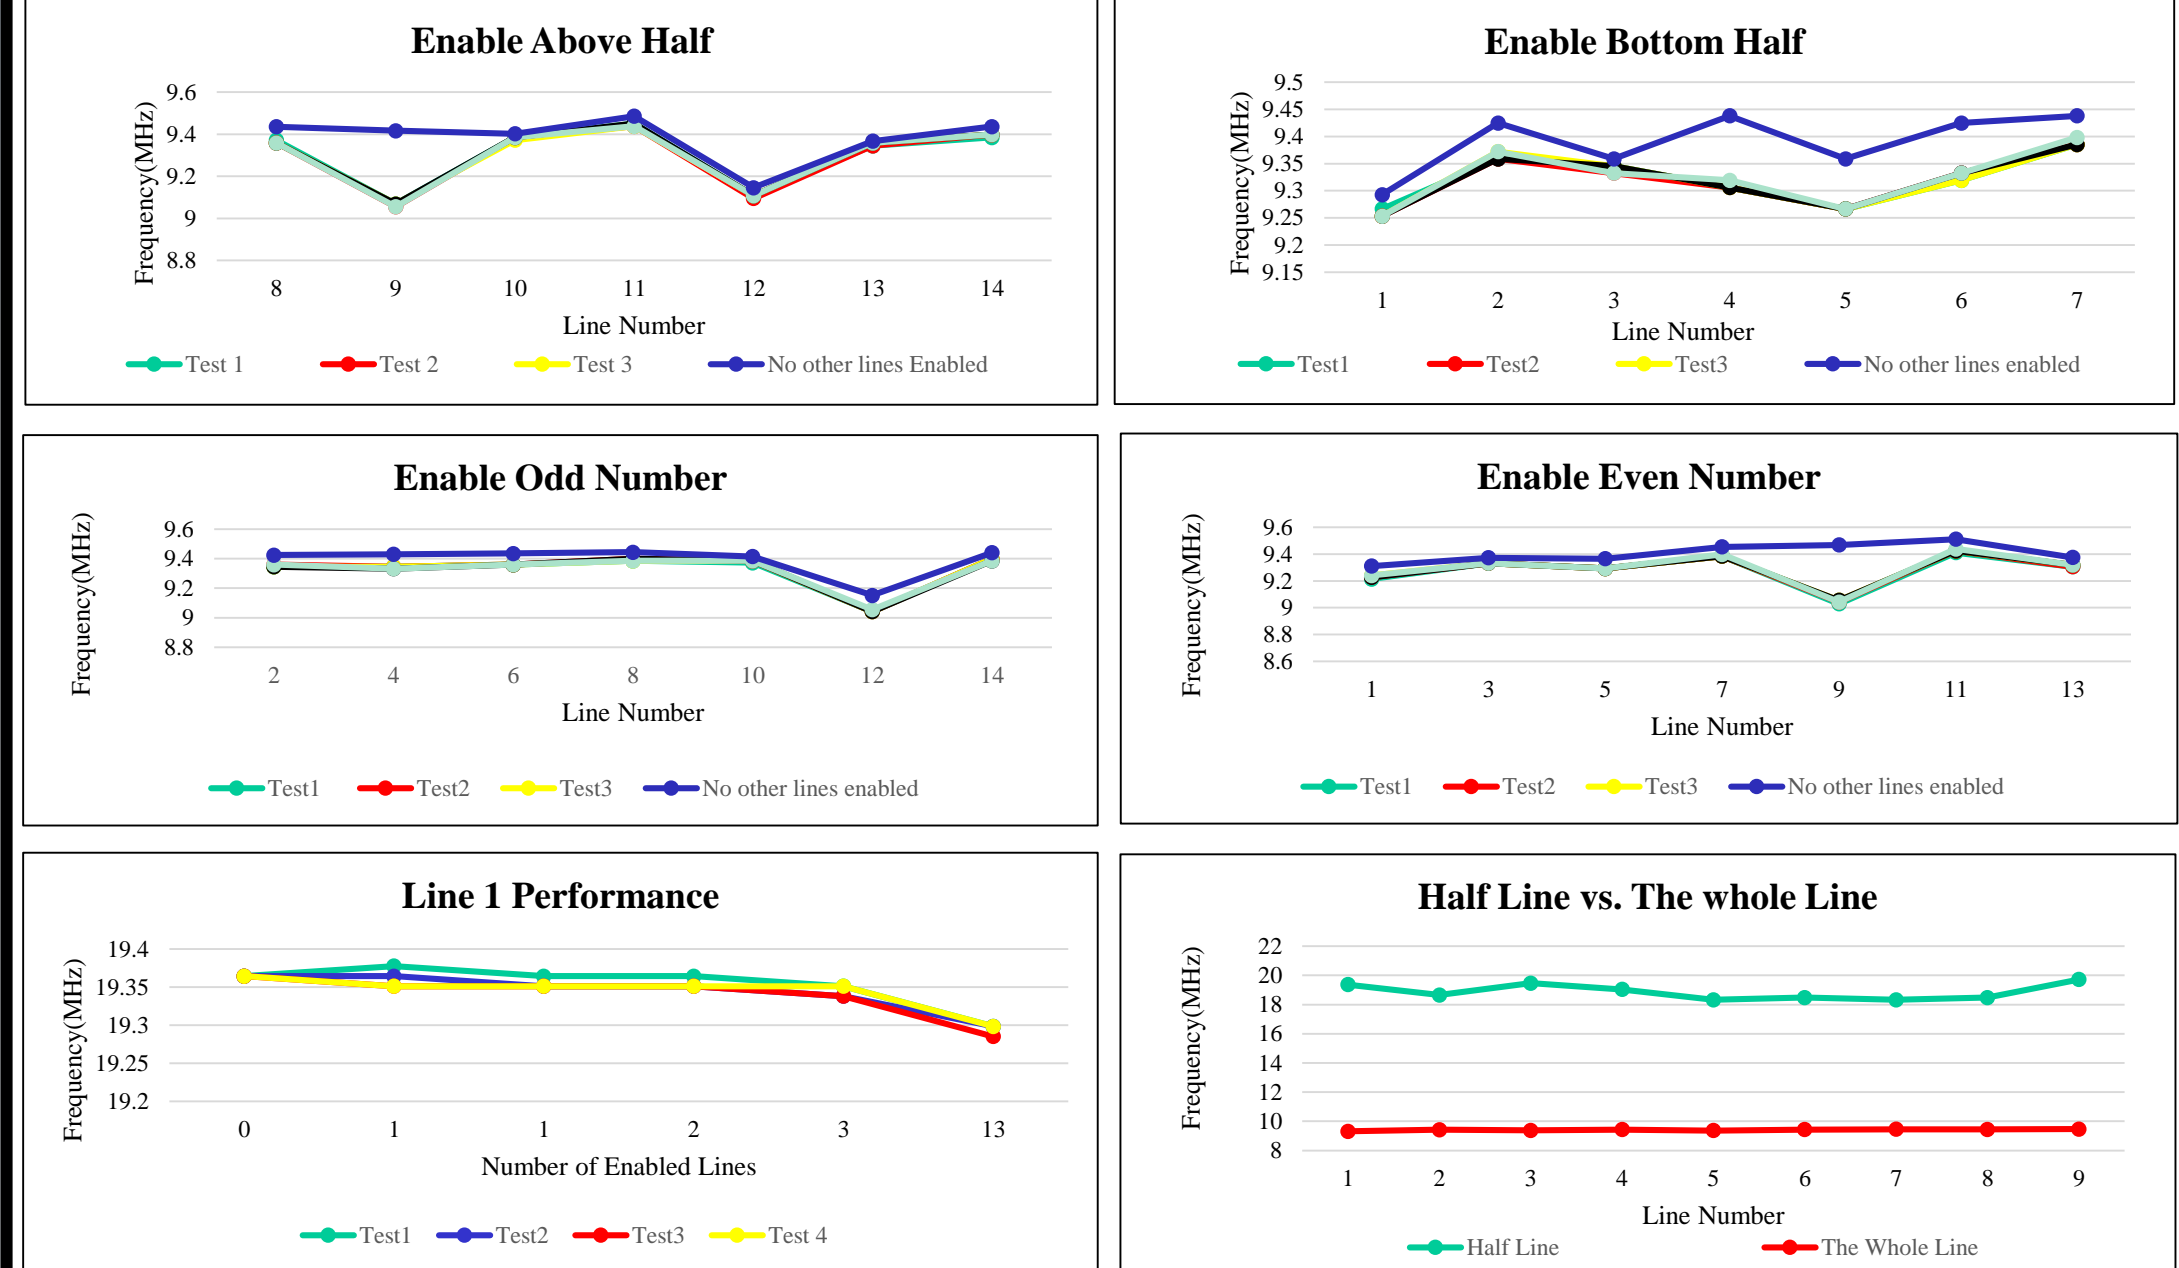 Enable Above Half
Frequency(MHz)
9.6
9.4
9.2
9
8.8
8 9 10 11 12 13 14
Line Number
Test 1 Test 2 Test 3 No other lines Enabled
Enable Bottom Half
Frequency(MHz)
9.5
9.45
9.4
9.35
9.3
9.25
9.2
9.15
1 2 3 4 5 6 7
Line Number
Test1 Test2 Test3 No other lines enabled
Enable Odd Number
Frequency(MHz)
9.6
9.4
9.2
9
8.8
2 4 6 8 10 12 14
Line Number
Test1 Test2 Test3 No other lines enabled
Enable Even Number
Frequency(MHz)
9.6
9.4
9.2
9
8.8
8.6
1 3 5 7 9 11 13
Line Number
Test1 Test2 Test3 No other lines enabled
Line 1 Performance
Frequency(MHz)
19.4
19.35
19.3
19.25
19.2
0 1 1 2 3 13
Number of Enabled Lines
Test1 Test2 Test3 Test 4
Half Line vs. The whole Line
Frequency(MHz)
22
20
18
16
14
12
10
8
1 2 3 4 5 6 7 8 9
Line Number
Half Line The Whole Line